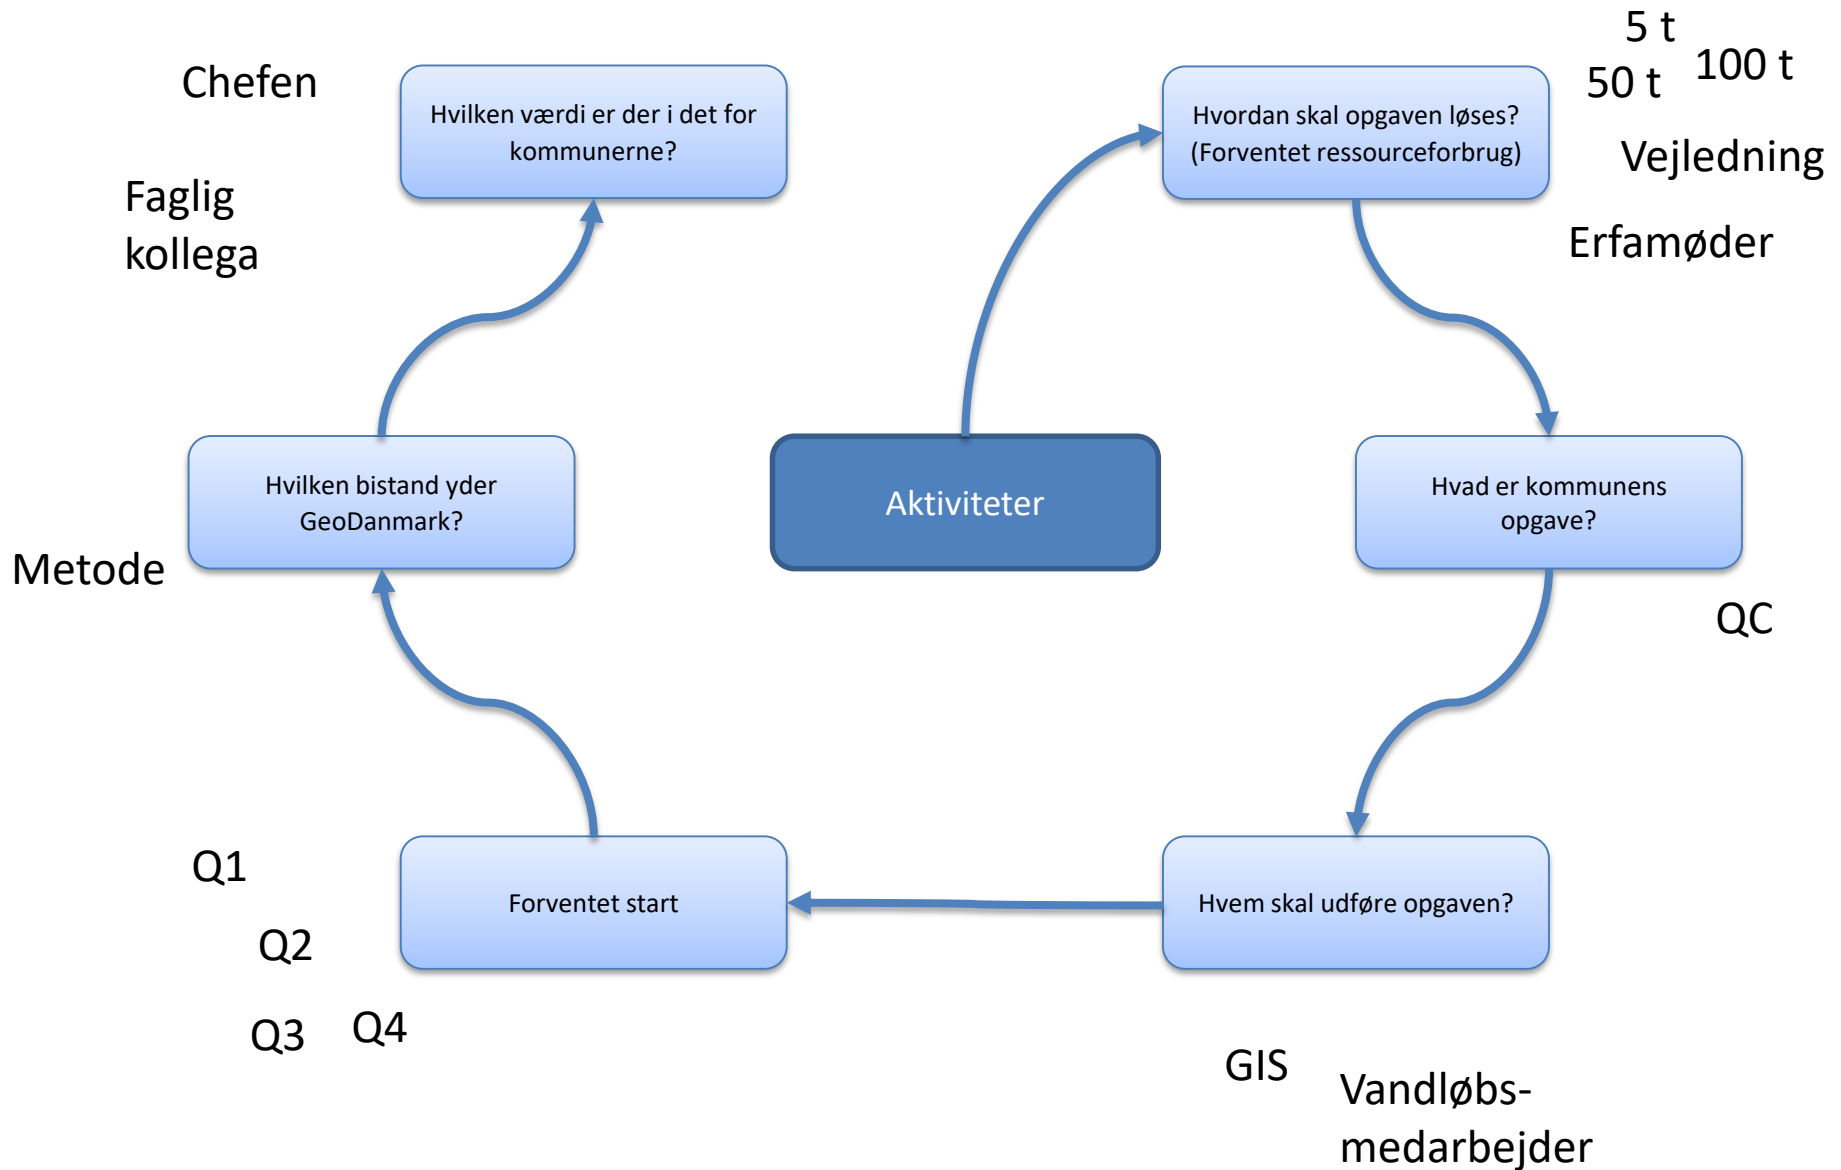 5 t
50 t
100 t
Chefen
Hvilken værdi er der i det for
kommunerne?
Hvordan skal opgaven løses?
(Forventet ressourceforbrug)
Vejledning
Faglig
kollega
Erfamøder
Hvilken bistand yder
GeoDanmark?
Aktiviteter
Hvad er kommunens
opgave?
Metode
QC
Q1
Forventet start
Hvem skal udføre opgaven?
Q2
Q3
Q4
GIS
Vandløbs-
medarbejder